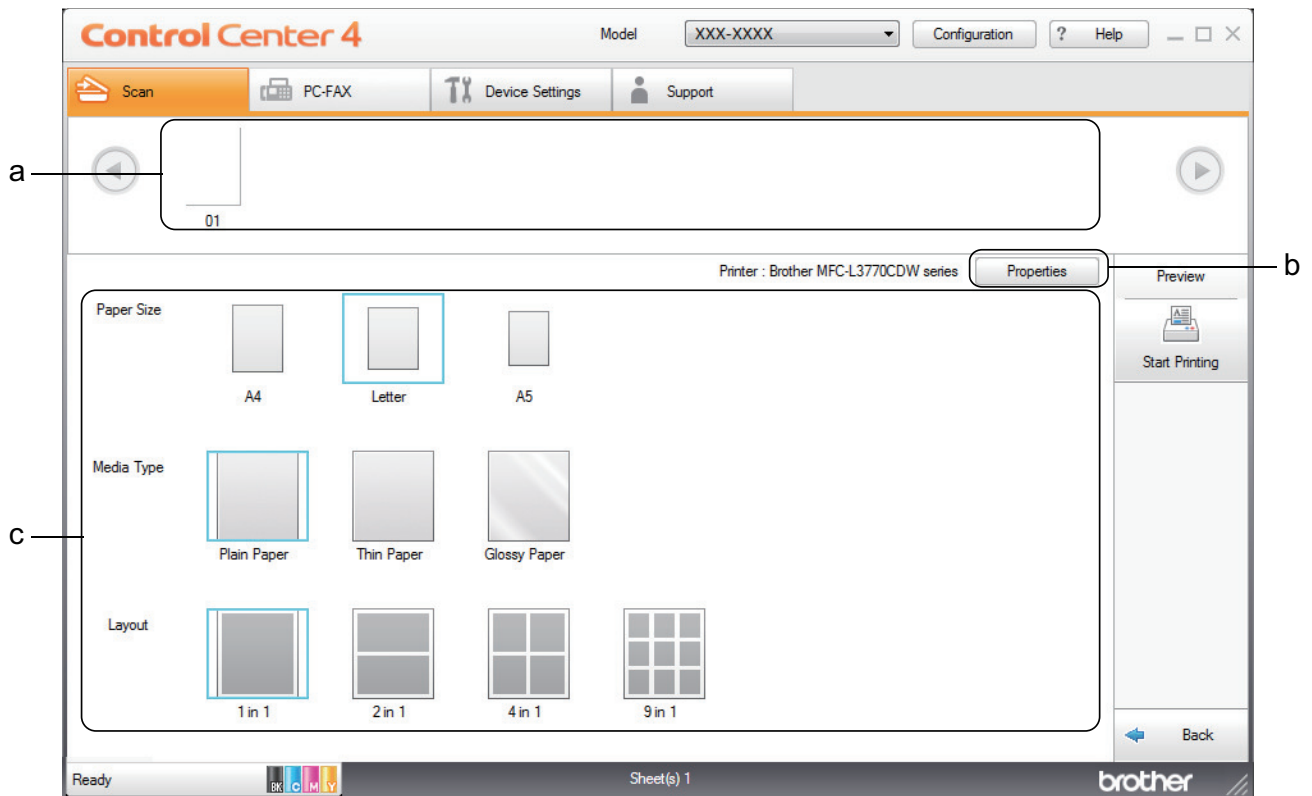 Control Center 4
Model XXX-XXXX Configuration ? Help
Scan PC-FAX Device Settings Support
a
01
Printer : Brother MFC-L3770CDW series Properties
b
Preview
Start Printing
Paper Size
A4 Letter A5
Media Type
c
Plain Paper Thin Paper Glossy Paper
Layout
1 in 1 2 in 1 4 in 1 9 in 1
Back
Ready BK C M Y Sheet(s) 1 brother